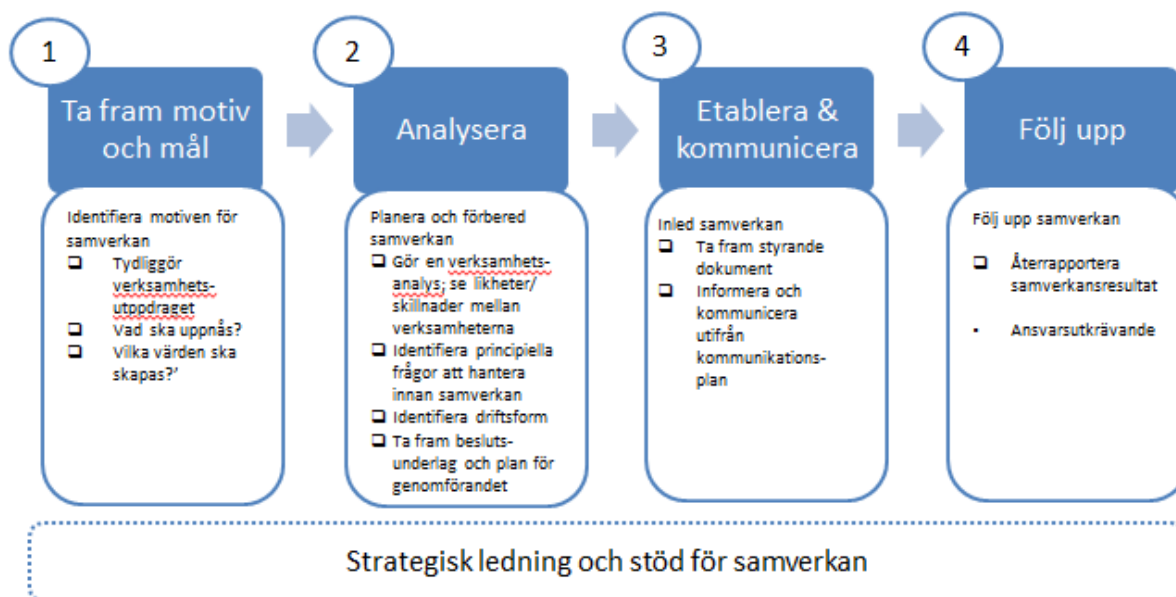 1
Ta fram motiv
och mål
Identifiera motiven för
samverkan
❑ Tydliggör
verksamhets-
utppdraget
❑ Vad ska uppnås?
❑ Vilka värden ska
skapas?’
2
Analysera
Planera och förbered
samverkan
❑ Gör en verksamhets-
analys; se likheter/
skillnader mellan
verksamheterna
❑ Identifiera principiella
frågor att hantera
innan samverkan
❑ Identifiera driftsform
❑ Ta fram besluts-
underlag och plan för
genomförandet
3
Etablera &
kommunicera
Inled samverkan
❑ Ta fram styrande
dokument
❑ Informera och
kommunicera
utifrån
kommunikations-
plan
4
Följ upp
Följ upp samverkan
❑ Återrapportera
samverkansresultat
• Ansvarsutkrävande
Strategisk ledning och stöd för samverkan